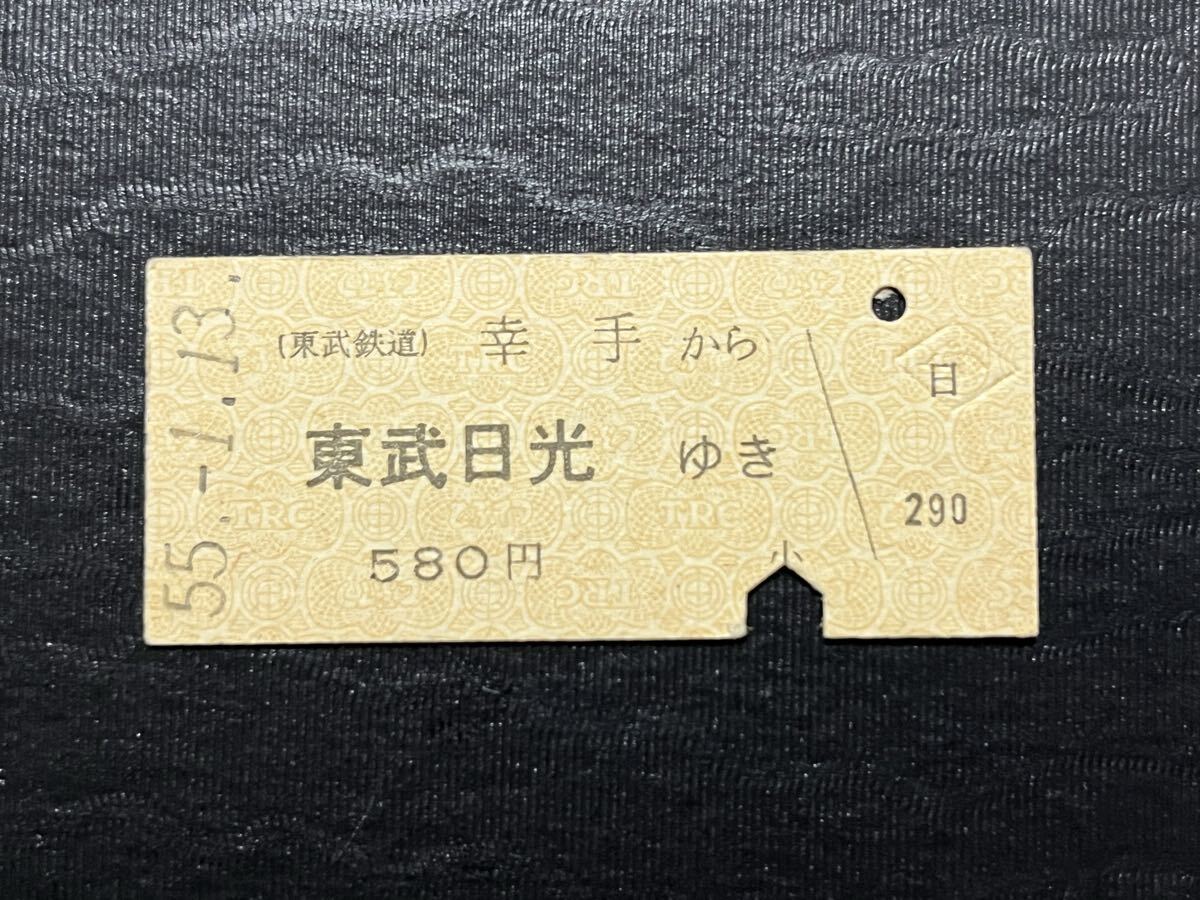 55.-1.13.
(東武鉄道) 幸手から
東武日光 ゆき
580円
小
日
290